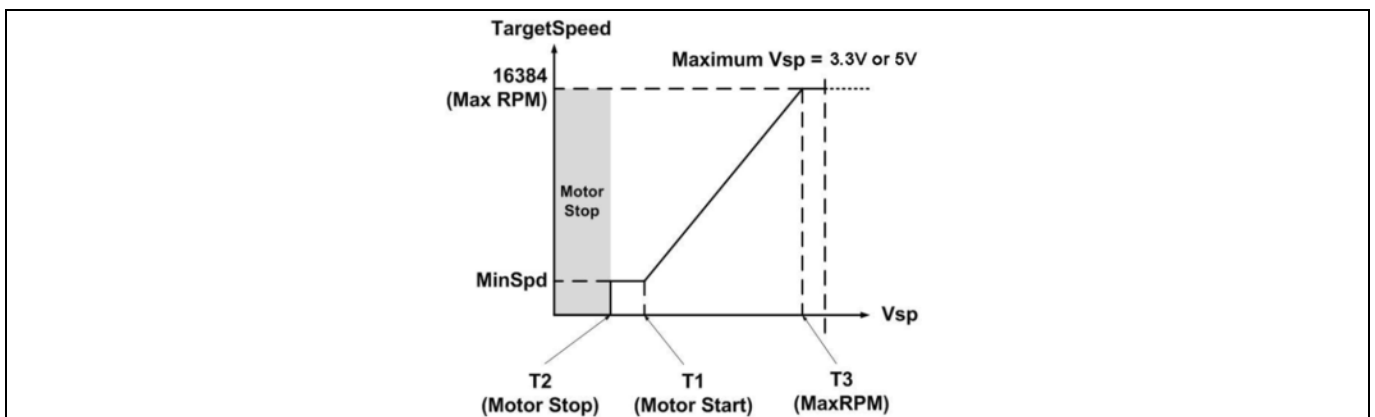 TargetSpeed
Maximum Vsp = 3.3V or 5V
16384
(Max RPM)
Motor
Stop
MinSpd
Vsp
T2
(Motor Stop)
T1
(Motor Start)
T3
(MaxRPM)